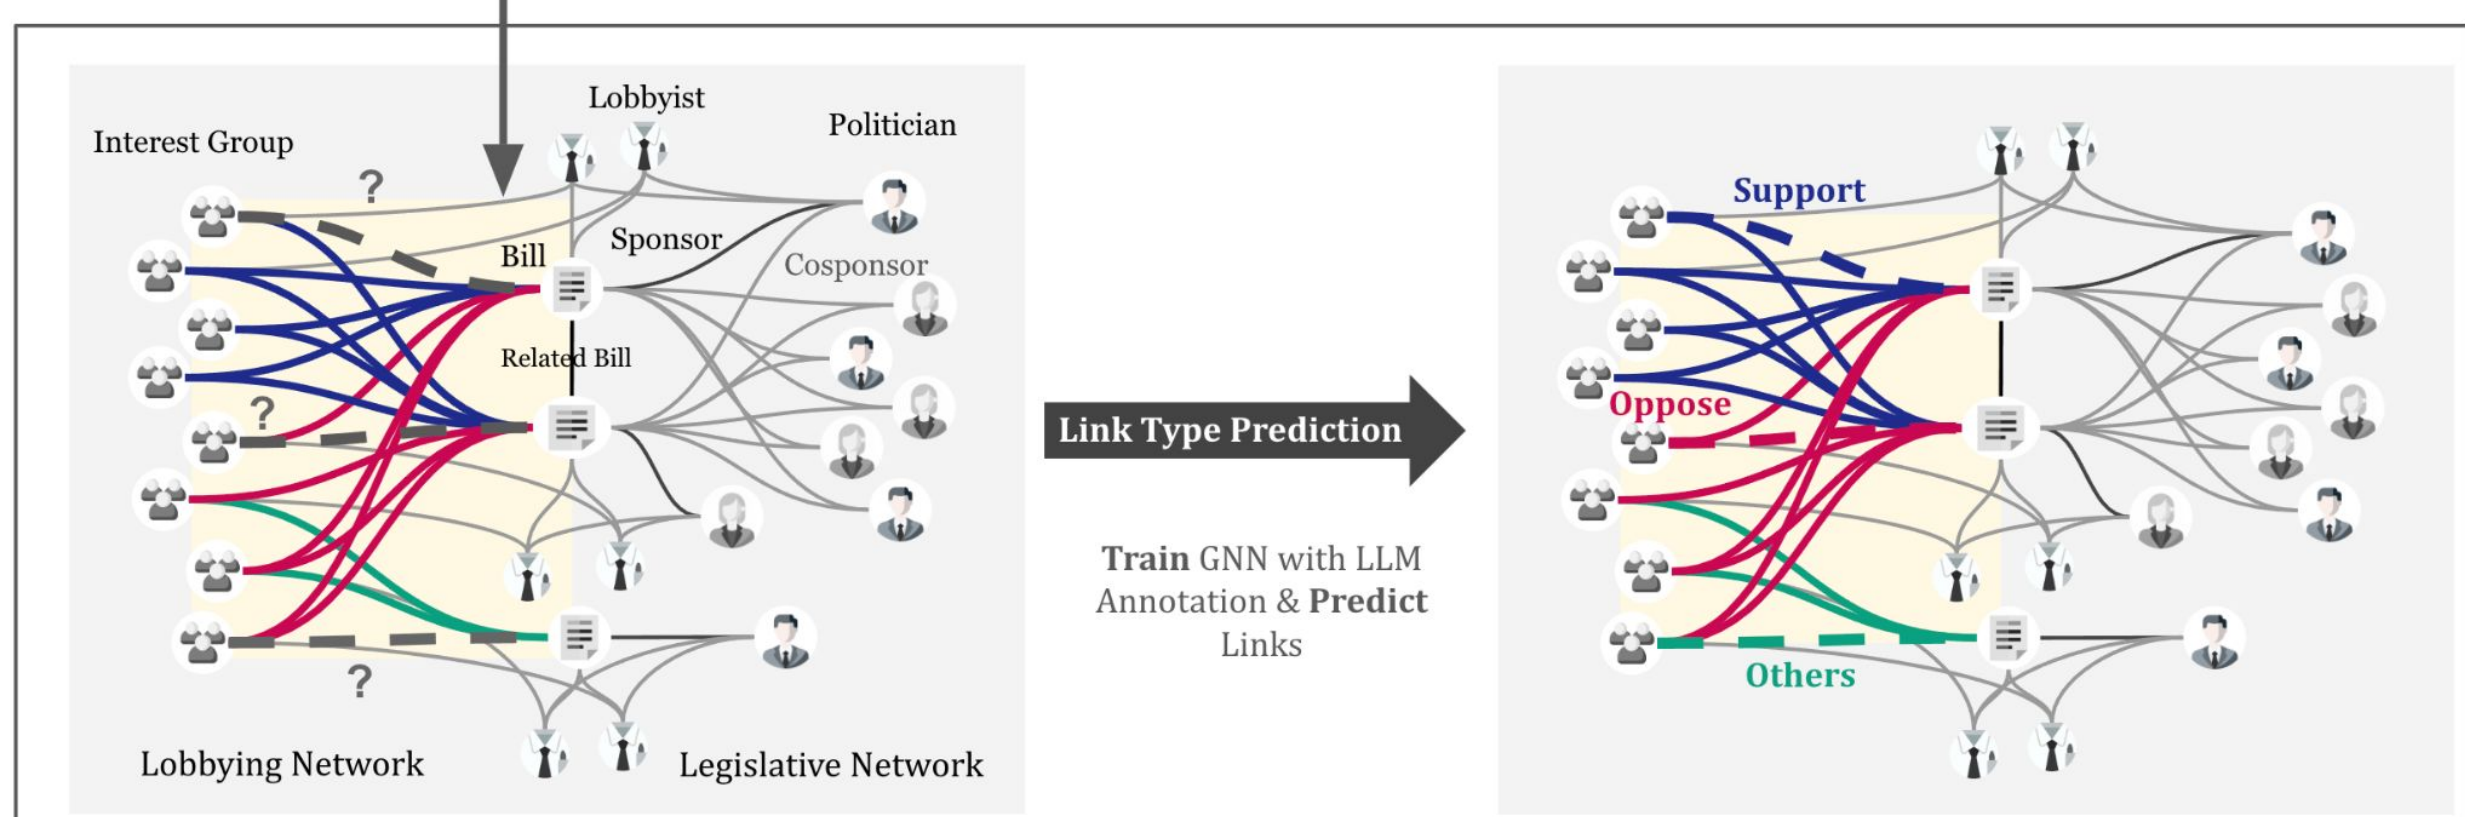 Lobbyist
Politician
Interest Group
?
Sponsor
Bill
Cosponsor
Related Bill
?
?
Lobbying Network
Legislative Network
Link Type Prediction
Train GNN with LLM
Annotation & Predict
Links
Support
Oppose
Others